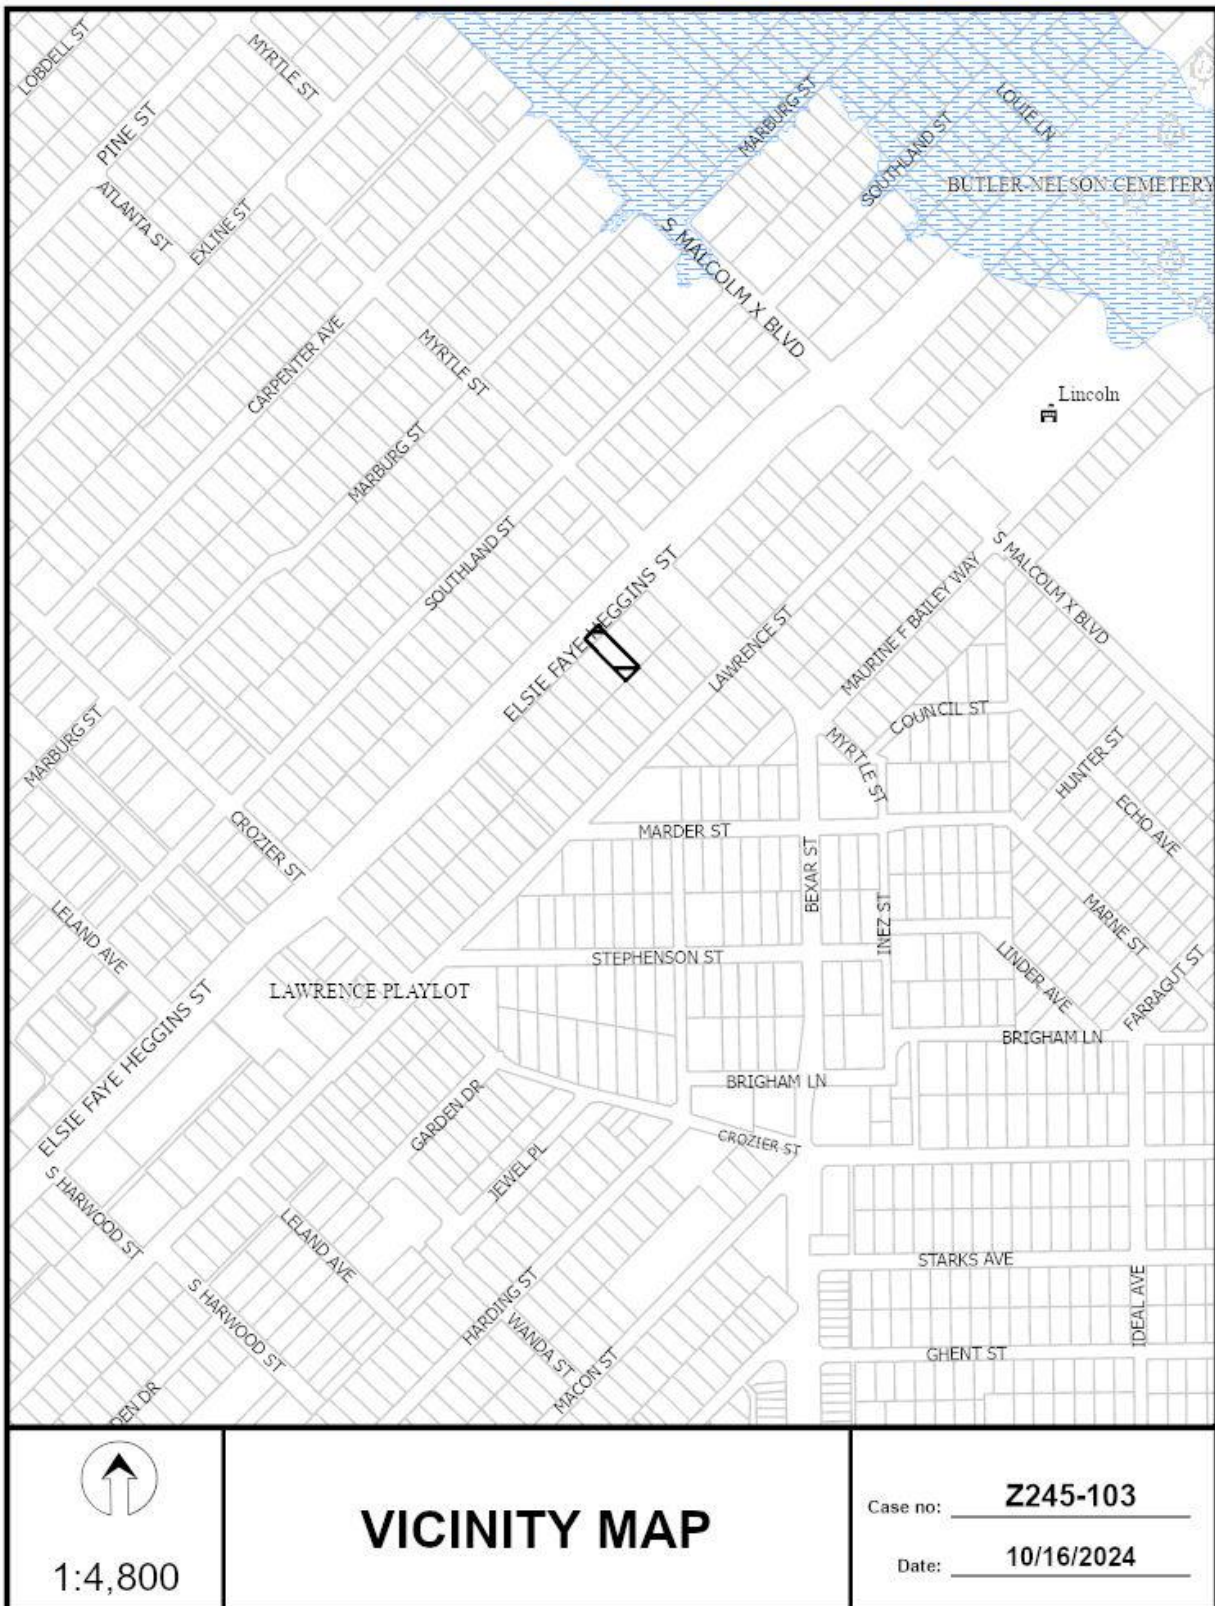 LOBDELL ST
MYRTLE ST
PINE ST
ATLANTA ST
EXLINE ST
MARBURG ST
LOUIE LN
SOUTHLAND ST
BUTLER-NELSON CEMETERY
S MALCOLM X BLVD
CARPENTER AVE
MYRTLE ST
Lincoln
MARBURG ST
SOUTHLAND ST
ELSIE FAYE HEGGINS ST
S MALCOLM X BLVD
MAURINE F BAILEY WAY
LAWRENCE ST
COUNCIL ST
MYRTLE ST
HUNTER ST
MARBURG ST
ECHO AVE
CROZIER ST
MARDER ST
BEXAR ST
INEZ ST
MARNE ST
LELAND AVE
STEPHENSON ST
LINDER AVE
FARRAGUT ST
LAWRENCE PLAYLOT
BRIGHAM LN
ELSIE FAYE HEGGINS ST
BRIGHAM LN
GARDEN DR
CROZIER ST
JEWEL PL
S HARWOOD ST
LELAND AVE
STARKS AVE
IDEAL AVE
S HARWOOD ST
HARDING ST
WANDA ST
GHENT ST
MACON ST
DEN DR
1:4,800
VICINITY MAP
Case no: Z245-103
Date: 10/16/2024